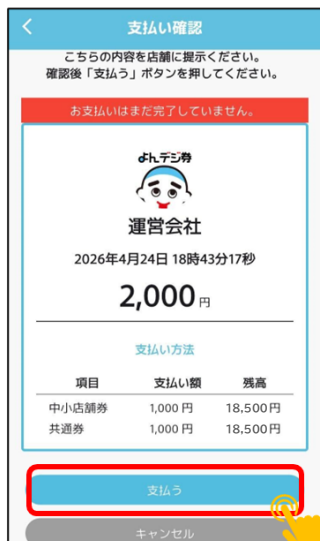 支払い確認
こちらの内容を店舗に提示ください。
確認後「支払う」ボタンを押してください。
お支払いはまだ完了していません。
よんデジ券
運営会社
2026年4月24日 18時43分17秒
2,000 円
支払い方法
項目 支払い額 残高
中小店舗券 1,000 円 18,500円
共通券 1,000 円 18,500円
支払う
キャンセル